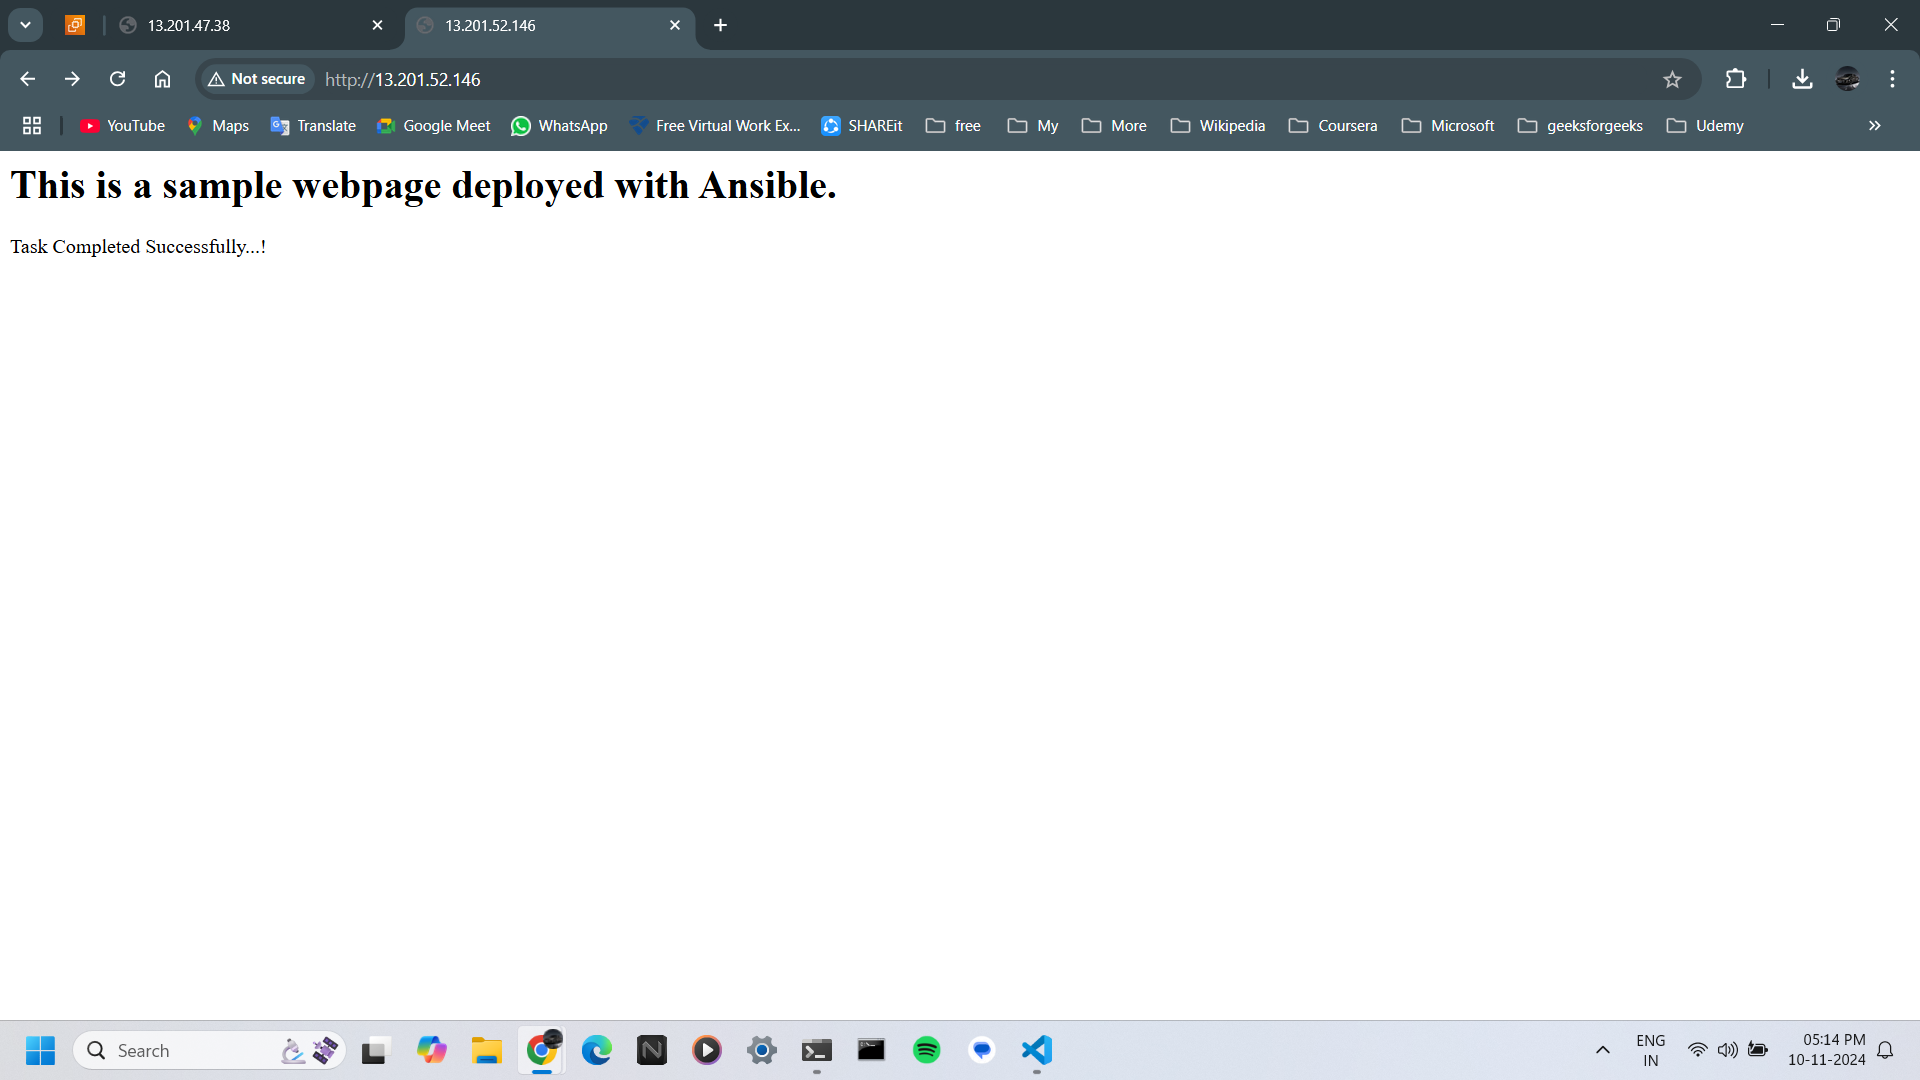 13.201.47.38
13.201.52.146
Not secure
http://13.201.52.146
YouTube
Maps
Translate
Google Meet
WhatsApp
Free Virtual Work Ex...
SHAREit
free
My
More
Wikipedia
Coursera
Microsoft
geeksforgeeks
Udemy
This is a sample webpage deployed with Ansible.
Task Completed Successfully...!
Search
ENG
IN
05:14 PM
10-11-2024